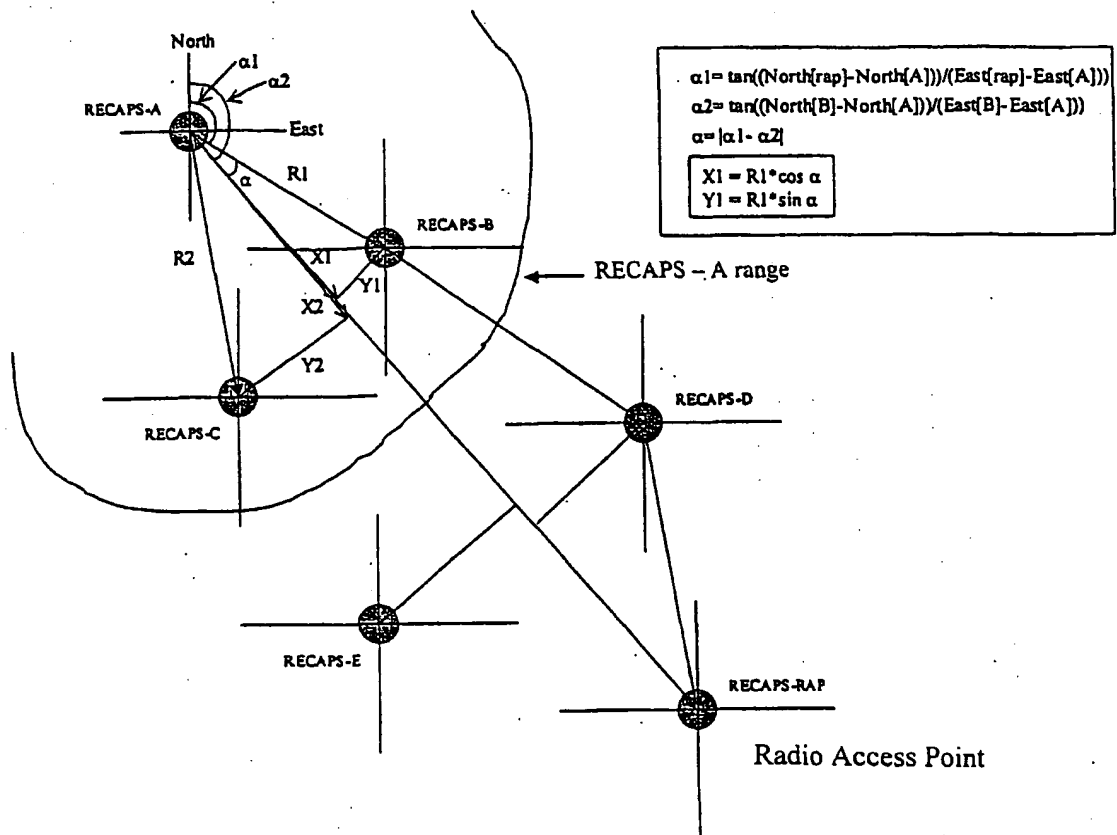 North
α1
α2
RECAPS-A
East
α
R1
RECAPS-B
R2
X1
Y1
X2
Y2
RECAPS-C
RECAPS – A range
RECAPS-D
RECAPS-E
RECAPS-RAP
Radio Access Point
α1= tan((North[rap]-North[A]))/(East[rap]-East[A]))
α2= tan((North[B]-North[A]))/(East[B]-East[A]))
α=|α1- α2|
X1 = R1*cos α
Y1 = R1*sin α